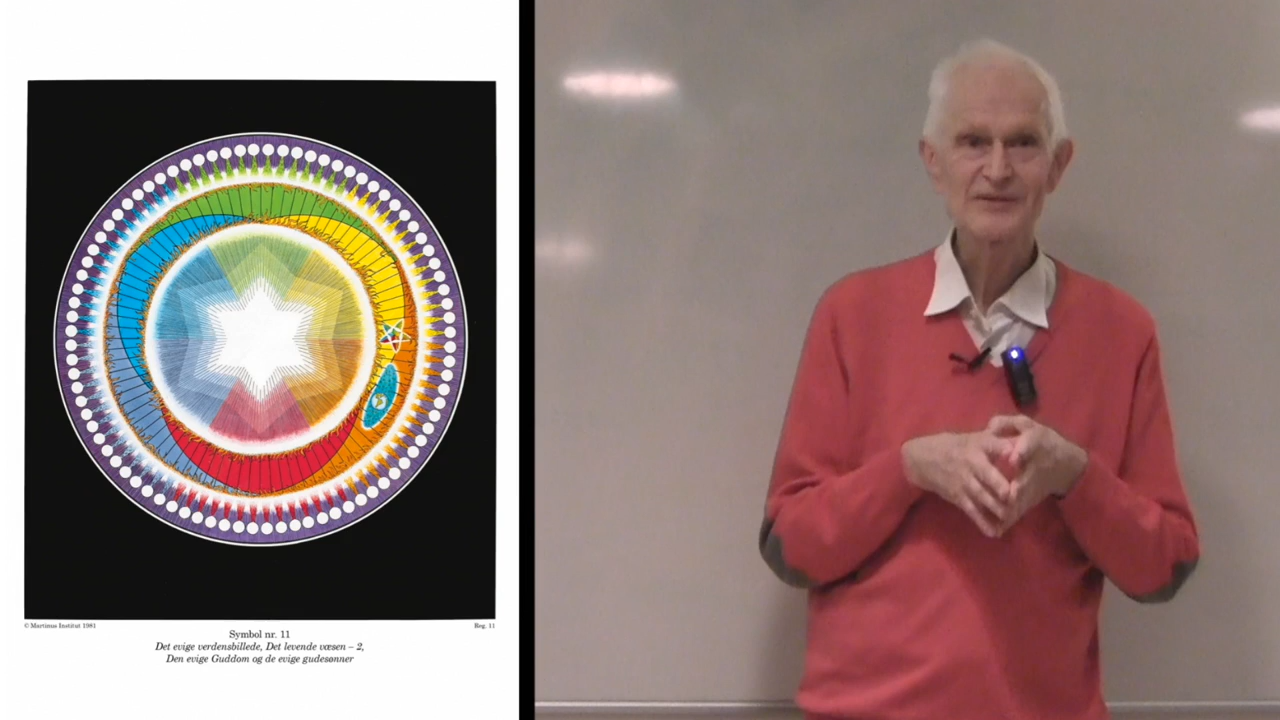 © Martinus Institut 1981
Reg. 11
Symbol nr. 11
Det evige verdensbillede, Det levende væsen – 2,
Den evige Guddom og de evige gudesønner